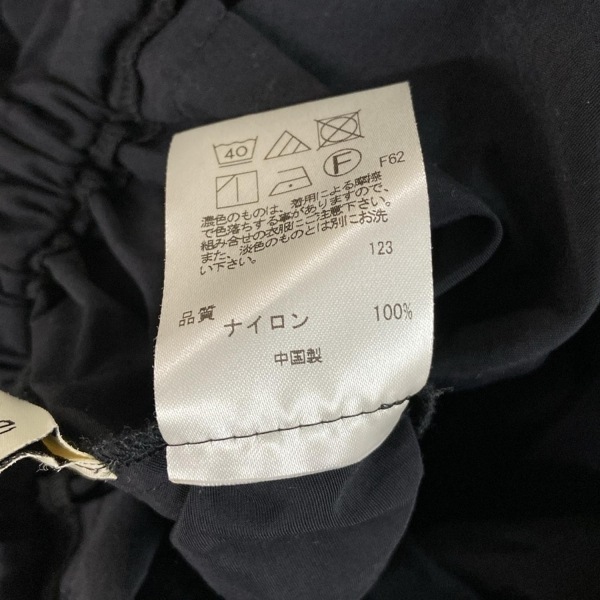 40
F F62
濃色のものは、着用による摩擦
で色落ちする事がありますので、
組み合せの衣服にご注意下さい。
また、淡色のものとは別にお洗
い下さい。
123
品質 ナイロン 100%
中国製